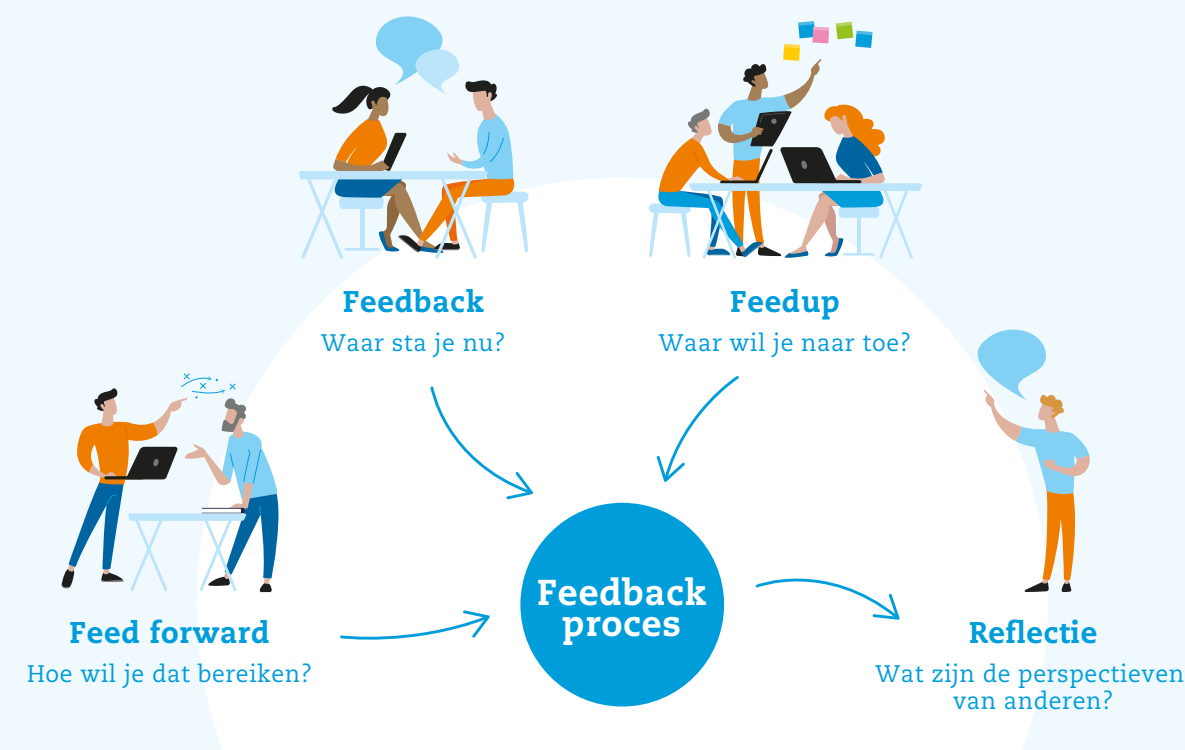 Feedback
Waar sta je nu?
Feedup
Waar wil je naar toe?
Feed forward
Hoe wil je dat bereiken?
Feedback
proces
Reflectie
Wat zijn de perspectieven
van anderen?